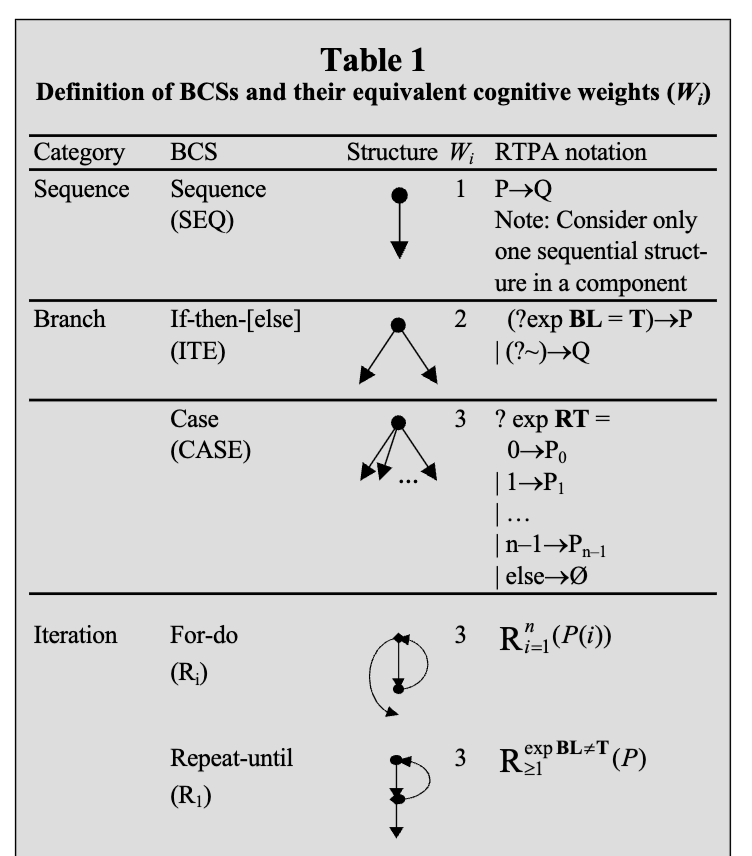 Table 1
Definition of BCSs and their equivalent cognitive weights (Wᵢ)
Category BCS Structure Wᵢ RTPA notation
Sequence Sequence 1 P→Q
(SEQ) Note: Consider only
one sequential struct-
ure in a component
Branch If-then-[else] 2 (?exp BL = T)→P
(ITE) | (?~)→Q
Case 3 ? exp RT =
(CASE) 0→P₀
... | 1→P₁
| …
| n–1→Pₙ₋₁
| else→Ø
Iteration For-do 3 Rⁿᵢ₌₁(P(i))
(Rᵢ)
Repeat-until 3 R^{exp BL≠T}_{≥1}(P)
(R₁)